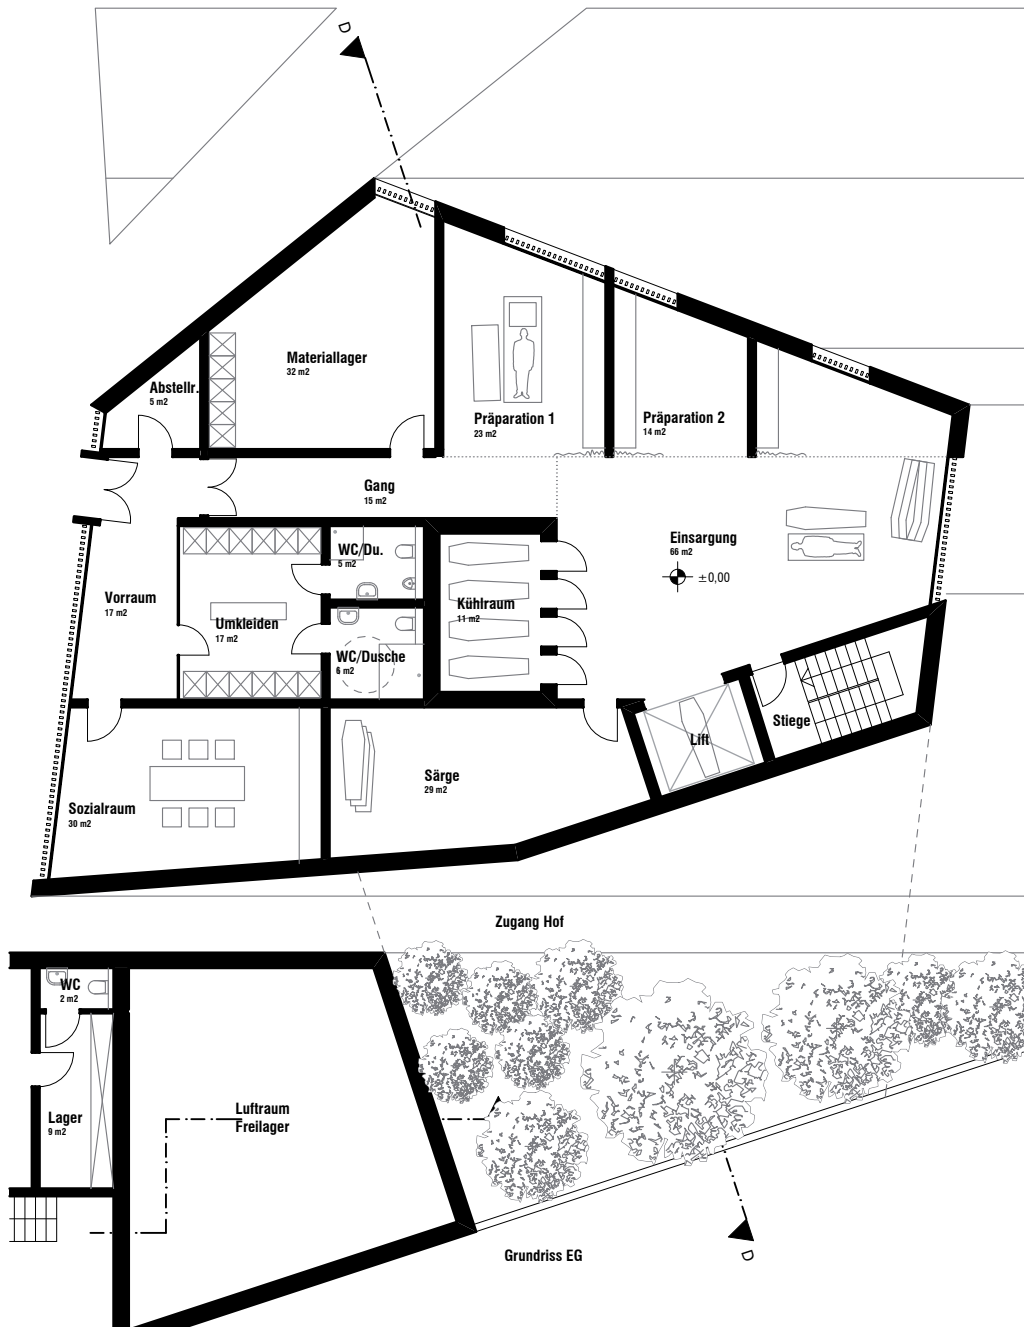 D
Materiallager
32 m2
Abstellr.
5 m2
Präparation 1
23 m2
Präparation 2
14 m2
Gang
15 m2
Einsargung
66 m2
±0,00
WC/Du.
5 m2
Vorraum
17 m2
Umkleiden
17 m2
Kühlraum
11 m2
WC/Dusche
6 m2
Stiege
Lift
Särge
29 m2
Sozialraum
30 m2
Zugang Hof
WC
2 m2
Lager
9 m2
Luftraum
Freilager
Grundriss EG
D